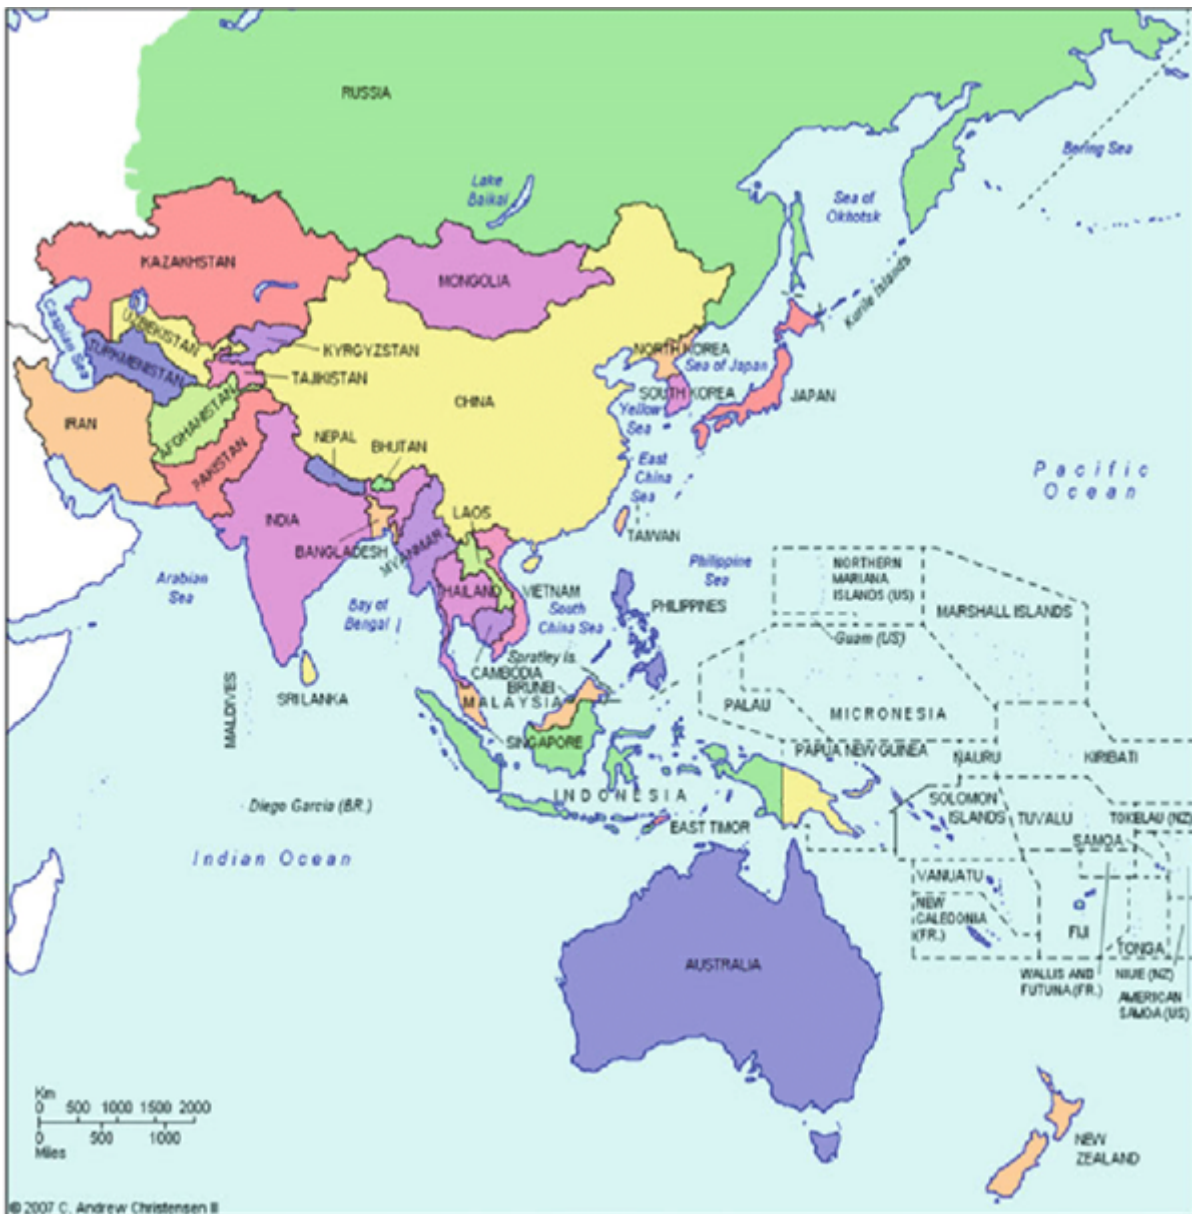 RUSSIA
Bering Sea
Lake
Baikal
Sea of
Okhotsk
KAZAKHSTAN
MONGOLIA
Kurile Islands
Caspian Sea
UZBEKISTAN
TURKMENISTAN
KYRGYZSTAN
NORTH KOREA
Sea of Japan
TAJIKISTAN
SOUTH KOREA
JAPAN
CHINA
Yellow
Sea
IRAN
AFGHANISTAN
PAKISTAN
NEPAL
BHUTAN
East
China
Sea
Pacific
Ocean
INDIA
LAOS
TAIWAN
BANGLADESH
MYANMAR
Arabian
Sea
Bay of
Bengal
THAILAND
VIETNAM
South
China Sea
Philippine
Sea
PHILIPPINES
NORTHERN
MARIANA
ISLANDS (US)
MARSHALL ISLANDS
Guam (US)
Spratley Is.
CAMBODIA
BRUNEI
MALAYSIA
SRI LANKA
MALDIVES
PALAU
MICRONESIA
SINGAPORE
PAPUA NEW GUINEA
NAURU
KIRIBATI
INDONESIA
Diego Garcia (BR.)
EAST TIMOR
SOLOMON
ISLANDS
TUVALU
TOKELAU (NZ)
SAMOA
Indian Ocean
VANUATU
NEW
CALEDONIA
(FR.)
FIJI
TONGA
AUSTRALIA
WALLIS AND
FUTUNA (FR.)
NIUE (NZ)
AMERICAN
SAMOA (US)
Km
0 500 1000 1500 2000
0 500 1000
Miles
NEW
ZEALAND
© 2007 C. Andrew Christensen II